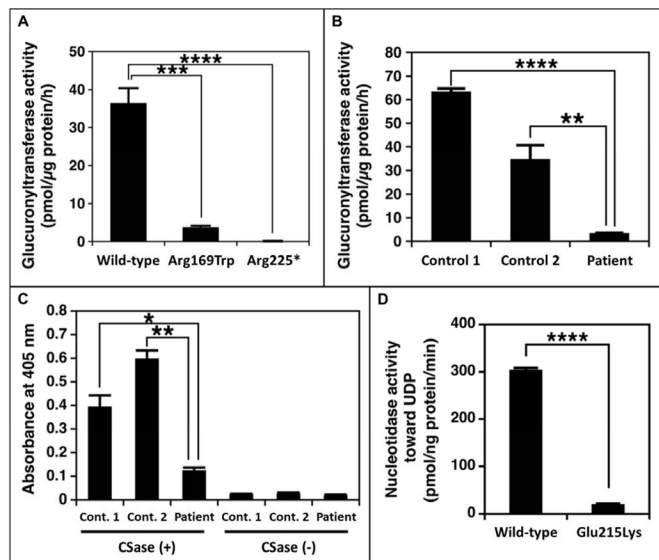 A
Glucuronyltransferase activity
(pmol/µg protein/h)
50
40
30
20
10
0
****
***
Wild-type Arg169Trp Arg225*
B
Glucuronyltransferase activity
(pmol/µg protein/h)
80
70
60
50
40
30
20
10
0
****
**
Control 1 Control 2 Patient
C
Absorbance at 405 nm
0.8
0.7
0.6
0.5
0.4
0.3
0.2
0.1
0
*
**
Cont. 1 Cont. 2 Patient Cont. 1 Cont. 2 Patient
CSase (+) CSase (-)
D
Nucleotidase activity
toward UDP
(pmol/ng protein/min)
400
300
200
100
0
****
Wild-type Glu215Lys